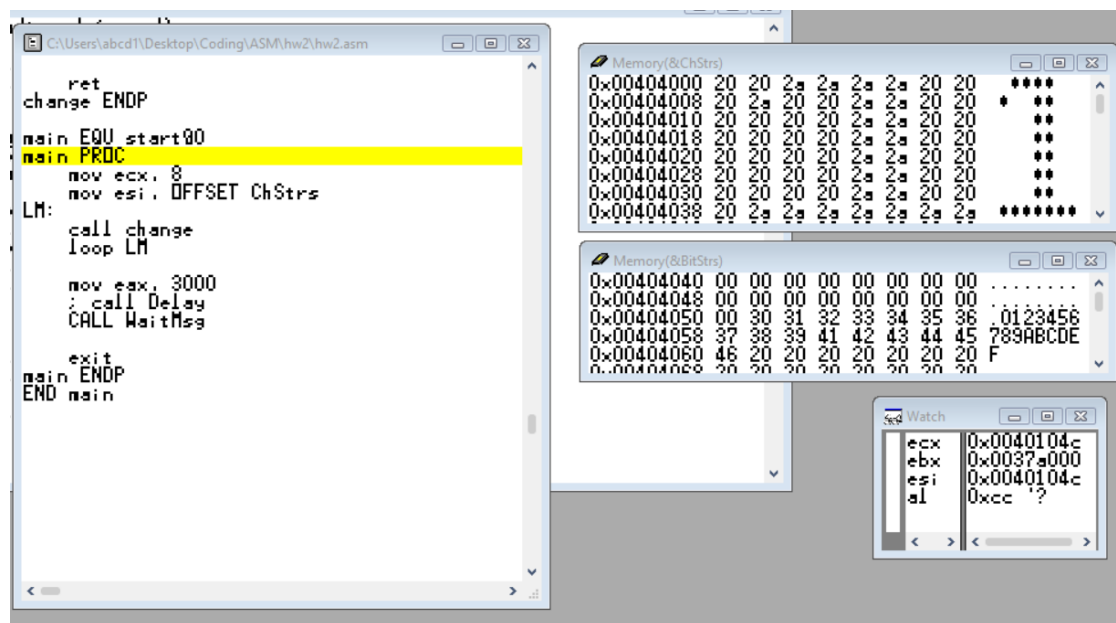 C:\Users\abcd1\Desktop\Coding\ASM\hw2\hw2.asm
ret
change ENDP
main EQU start@0
main PROC
mov ecx, 8
mov esi, OFFSET ChStrs
LM:
call change
loop LM
mov eax, 3000
; call Delay
CALL WaitMsg
exit
main ENDP
END main
Memory(&ChStrs)
0x00404000 20 20 2a 2a 2a 2a 20 20 ♦♦♦♦
0x00404008 20 2a 20 20 2a 2a 20 20 ♦ ♦♦
0x00404010 20 20 20 20 2a 2a 20 20 ♦♦
0x00404018 20 20 20 20 2a 2a 20 20 ♦♦
0x00404020 20 20 20 20 2a 2a 20 20 ♦♦
0x00404028 20 20 20 20 2a 2a 20 20 ♦♦
0x00404030 20 20 20 20 2a 2a 20 20 ♦♦
0x00404038 20 2a 2a 2a 2a 2a 2a 2a ♦♦♦♦♦♦♦
Memory(&BitStrs)
0x00404040 00 00 00 00 00 00 00 00 ........
0x00404048 00 00 00 00 00 00 00 00 ........
0x00404050 00 30 31 32 33 34 35 36 .0123456
0x00404058 37 38 39 41 42 43 44 45 789ABCDE
0x00404060 46 20 20 20 20 20 20 20 F
0x00404068 20 20 20 20 20 20 20 20
Watch
ecx 0x0040104c
ebx 0x0037a000
esi 0x0040104c
al 0xcc '?